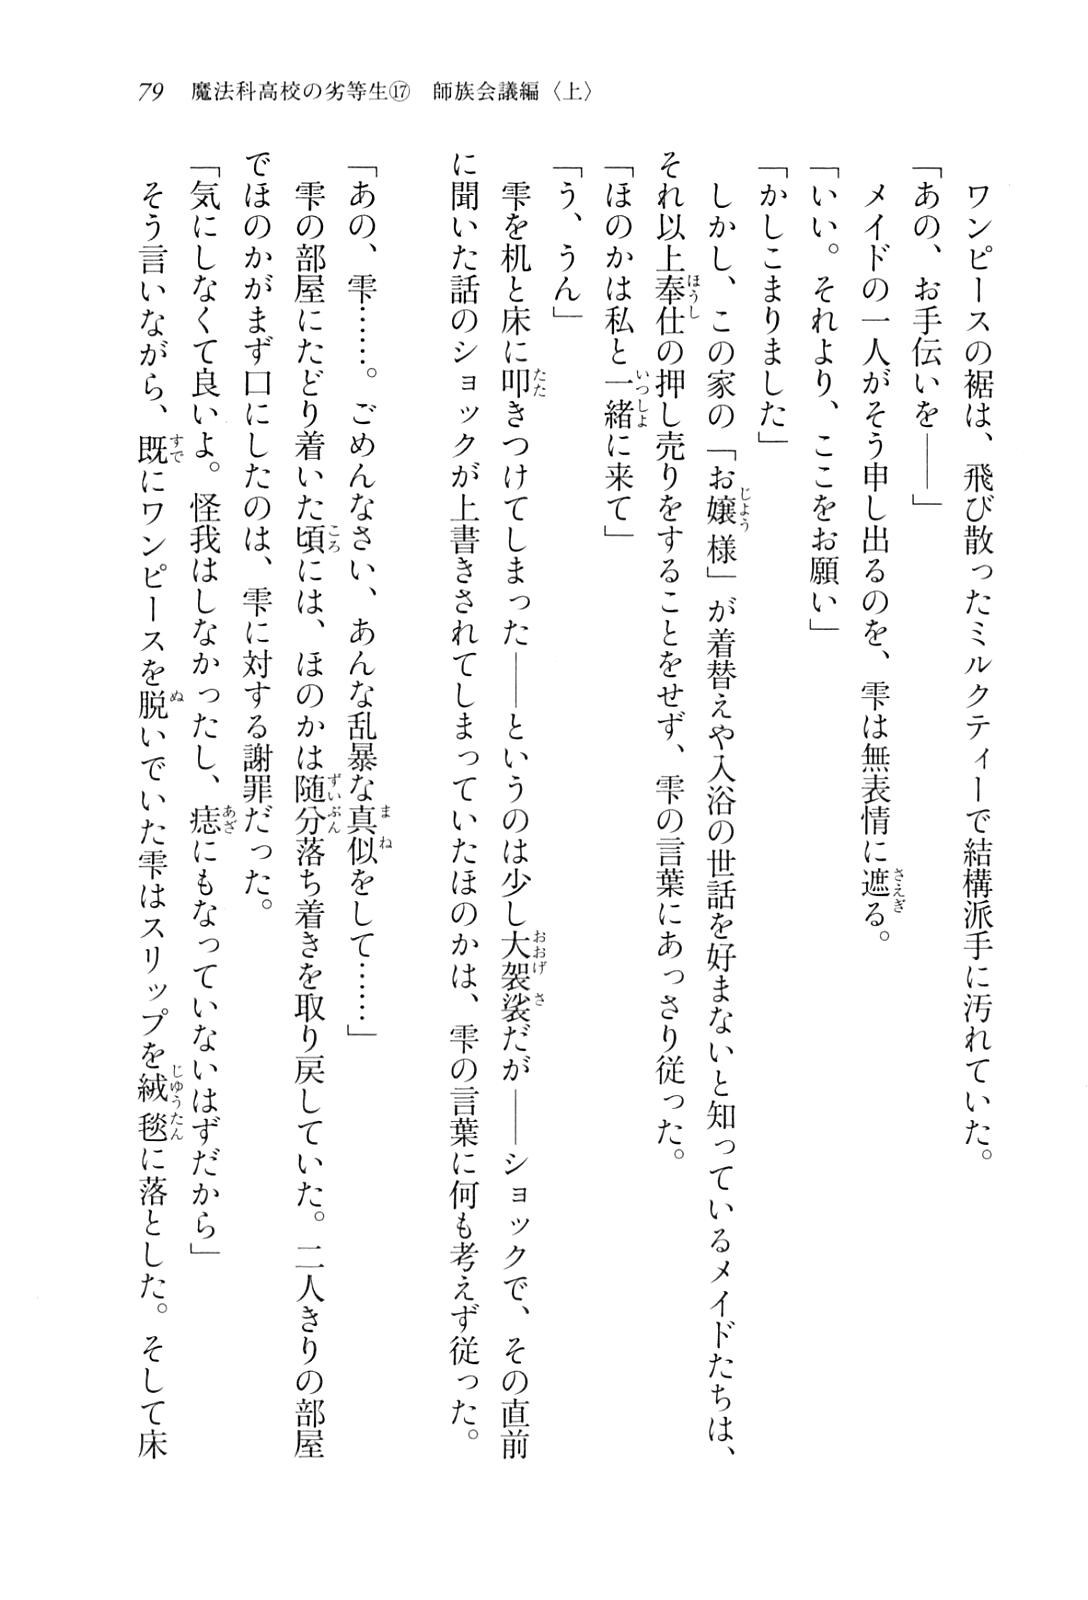 79 魔法科高校の劣等生⑰ 師族会議編〈上〉
ワンピースの裾は、飛び散ったミルクティーで結構派手に汚れていた。
「あの、お手伝いを――」
メイドの一人がそう申し出るのを、雫は無表情に遮る。
「いい。それより、ここをお願い」
「かしこまりました」
しかし、この家の「お嬢様」が着替えや入浴の世話を好まないと知っているメイドたちは、
それ以上奉仕の押し売りをすることをせず、雫の言葉にあっさり従った。
「ほのかは私と一緒に来て」
「う、うん」
雫を机と床に叩きつけてしまった――というのは少し大袈裟だが――ショックで、その直前
に聞いた話のショックが上書きされてしまっていたほのかは、雫の言葉に何も考えず従った。
「あの、雫……。ごめんなさい、あんな乱暴な真似をして……」
雫の部屋にたどり着いた頃には、ほのかは随分落ち着きを取り戻していた。二人きりの部屋
でほのかがまず口にしたのは、雫に対する謝罪だった。
「気にしなくて良いよ。怪我はしなかったし、痣にもなっていないはずだから」
そう言いながら、既にワンピースを脱いでいた雫はスリップを絨毯に落とした。そして床